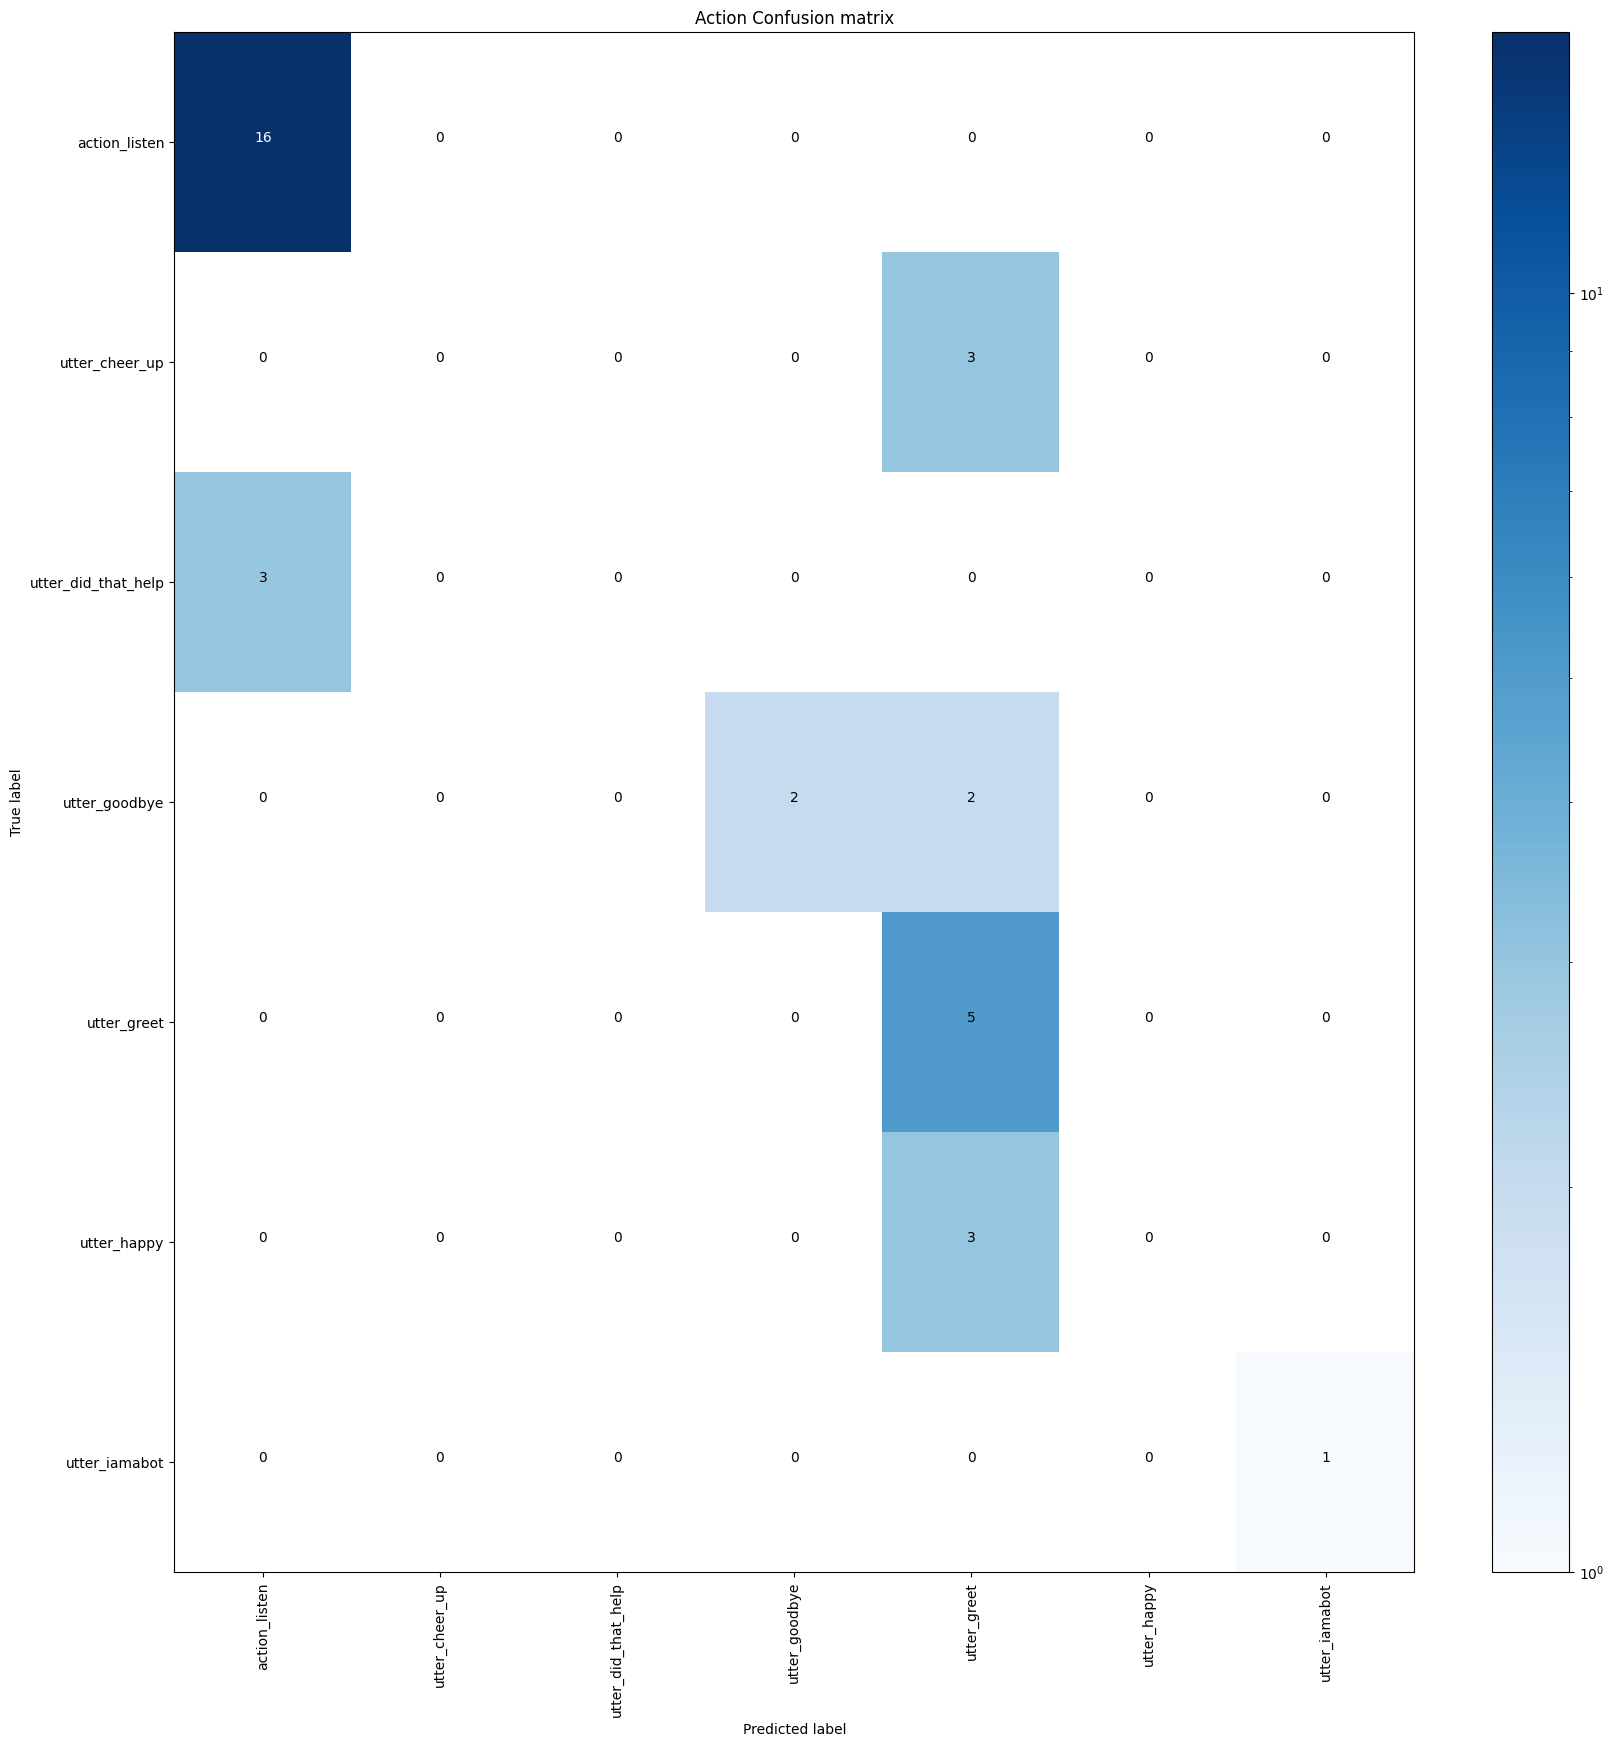 Action Confusion matrix
action_listen 16 0 0 0 0 0 0
10¹
utter_cheer_up 0 0 0 0 3 0 0
utter_did_that_help 3 0 0 0 0 0 0
True label
utter_goodbye 0 0 0 2 2 0 0
utter_greet 0 0 0 0 5 0 0
utter_happy 0 0 0 0 3 0 0
utter_iamabot 0 0 0 0 0 0 1
10⁰
action_listen
utter_cheer_up
utter_did_that_help
utter_goodbye
utter_greet
utter_happy
utter_iamabot
Predicted label